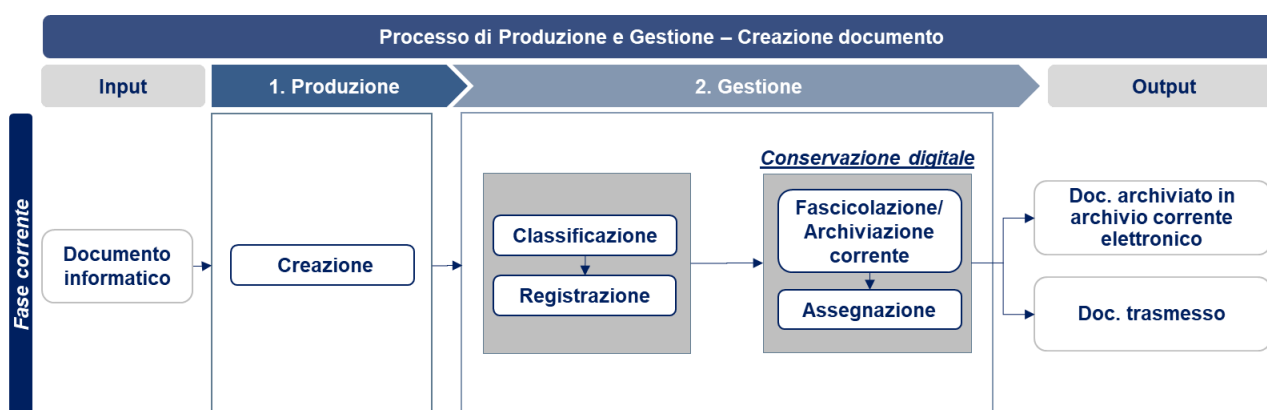 Processo di Produzione e Gestione – Creazione documento
Input
1. Produzione
2. Gestione
Output
Fase corrente
Documento
informatico
Creazione
Classificazione
Registrazione
Conservazione digitale
Fascicolazione/
Archiviazione
corrente
Assegnazione
Doc. archiviato in
archivio corrente
elettronico
Doc. trasmesso